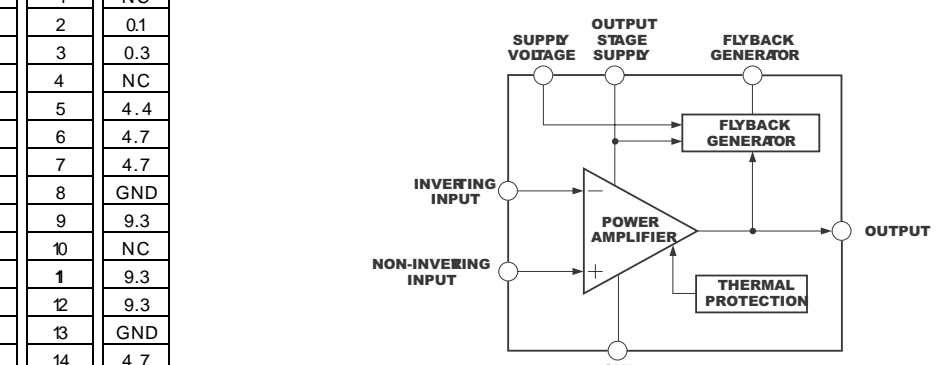 2 0.1
3 0.3
4 NC
5 4.4
6 4.7
7 4.7
8 GND
9 9.3
10 NC
11 9.3
12 9.3
13 GND
14 4.7
SUPPLY
VOLTAGE
OUTPUT
STAGE
SUPPLY
FLYBACK
GENERATOR
FLYBACK
GENERATOR
INVERTING
INPUT
POWER
AMPLIFIER
OUTPUT
NON-INVERING
INPUT
THERMAL
PROTECTION